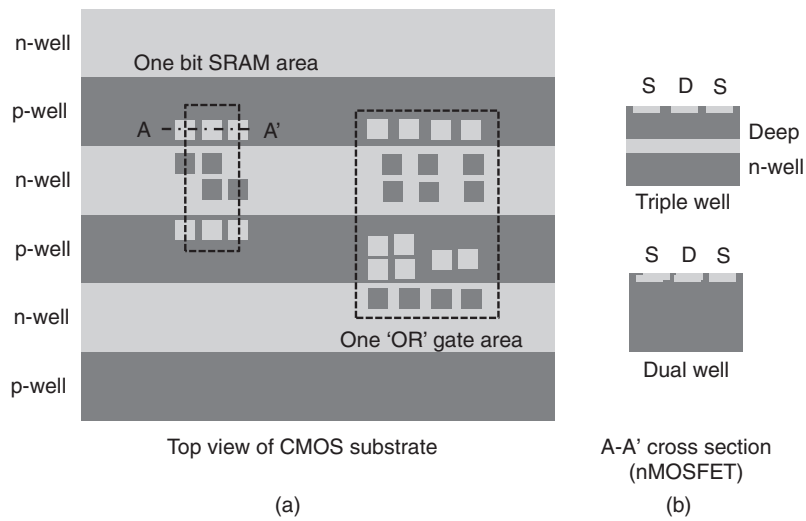 n-well
One bit SRAM area
p-well
A
A'
n-well
p-well
n-well
One 'OR' gate area
p-well
Top view of CMOS substrate
(a)
S D S
Deep
n-well
Triple well
S D S
Dual well
A-A' cross section
(nMOSFET)
(b)